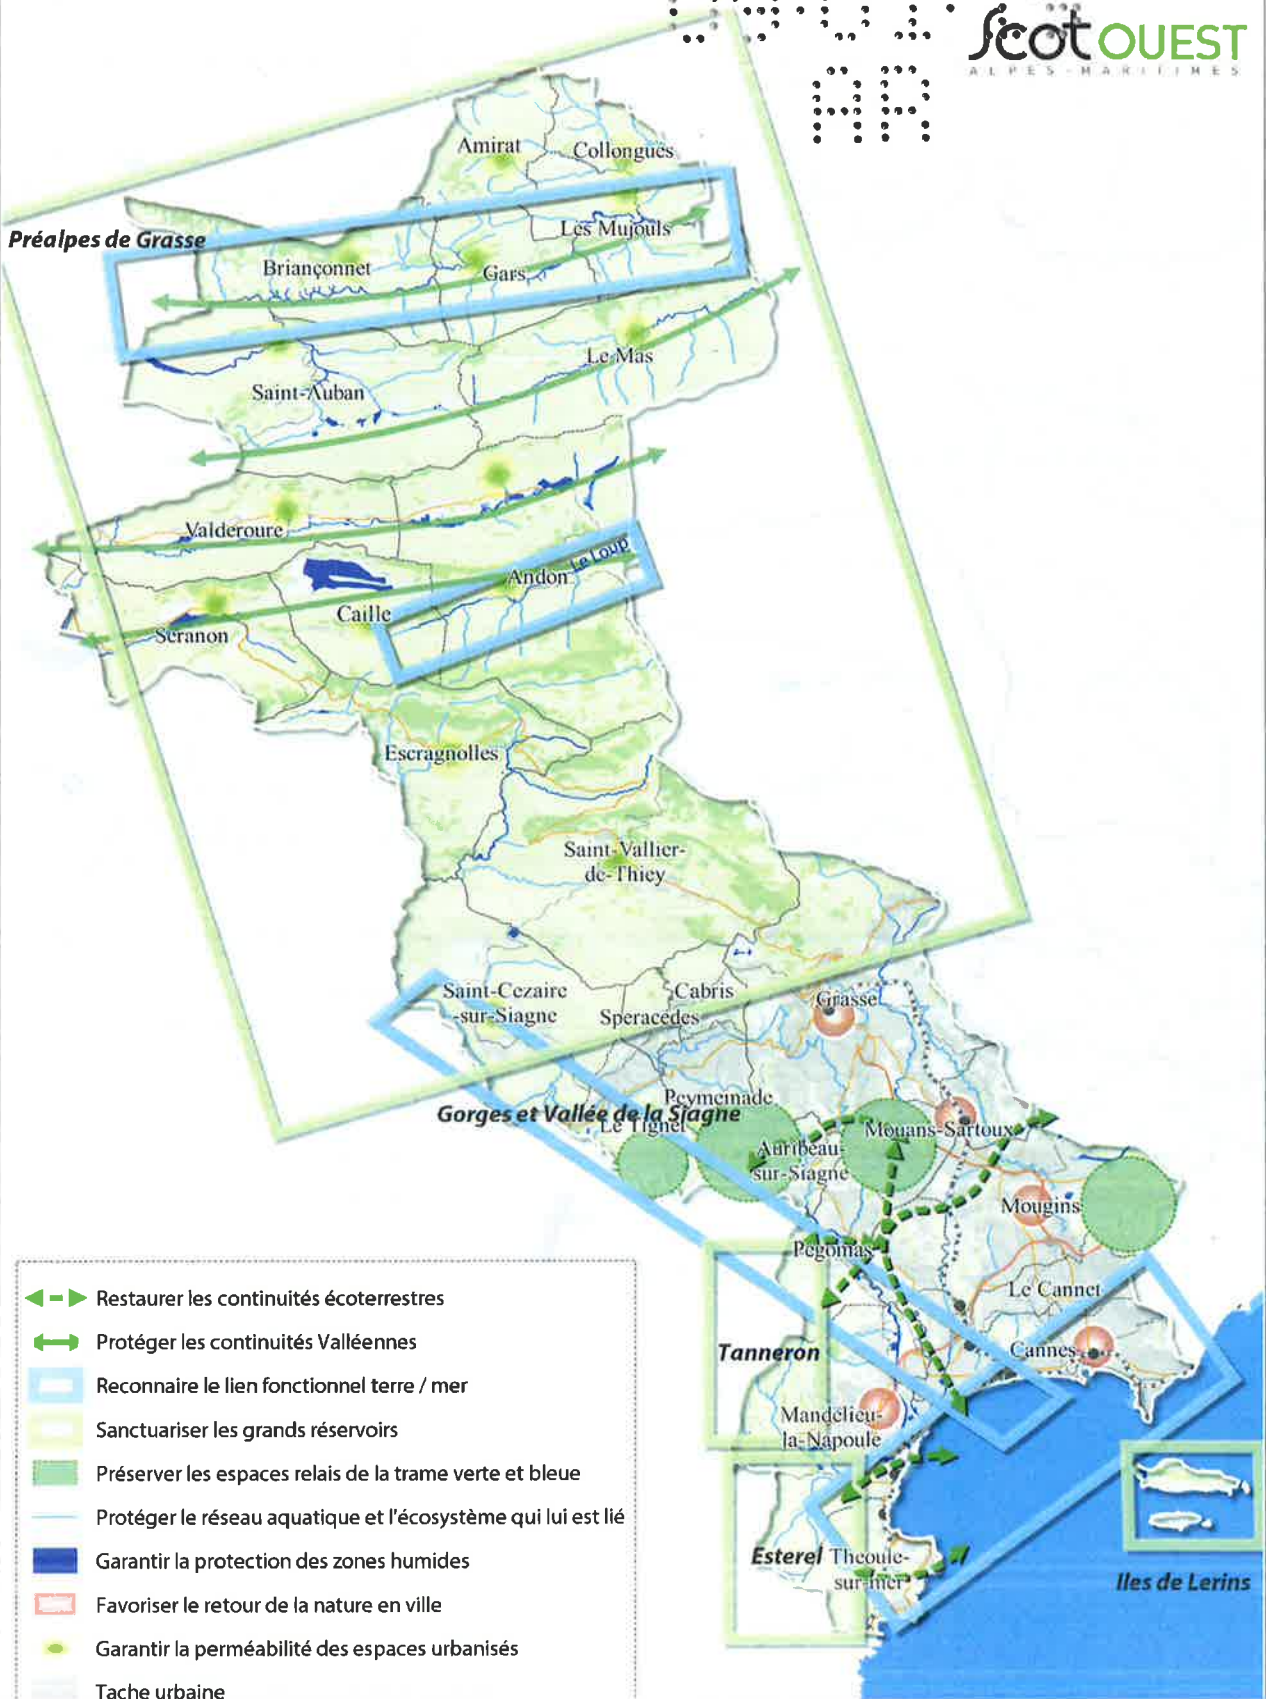 Scot OUEST
ALPES-MARITIMES
AR
Amirat
Collongues
Préalpes de Grasse
Les Mujouls
Briançonnet
Gars
Le Mas
Saint-Auban
Valderoure
Le Loup
Andon
Caille
Seranon
Escragnolles
Saint-Vallier-
de-Thiey
Saint-Cezaire
-sur-Siagne
Cabris
Speracedes
Grasse
Peymeinade
Gorges et Vallée de la Siagne
Le Tignet
Mouans-Sartoux
Auribeau-
sur-Siagne
Mougins
Pegomas
Le Cannet
Tanneron
Cannes
Mandelieu-
la-Napoule
Esterel
Theoule-
sur-mer
Iles de Lerins
Restaurer les continuités écoterrestres
Protéger les continuités Valléennes
Reconnaire le lien fonctionnel terre / mer
Sanctuariser les grands réservoirs
Préserver les espaces relais de la trame verte et bleue
Protéger le réseau aquatique et l'écosystème qui lui est lié
Garantir la protection des zones humides
Favoriser le retour de la nature en ville
Garantir la perméabilité des espaces urbanisés
Tache urbaine